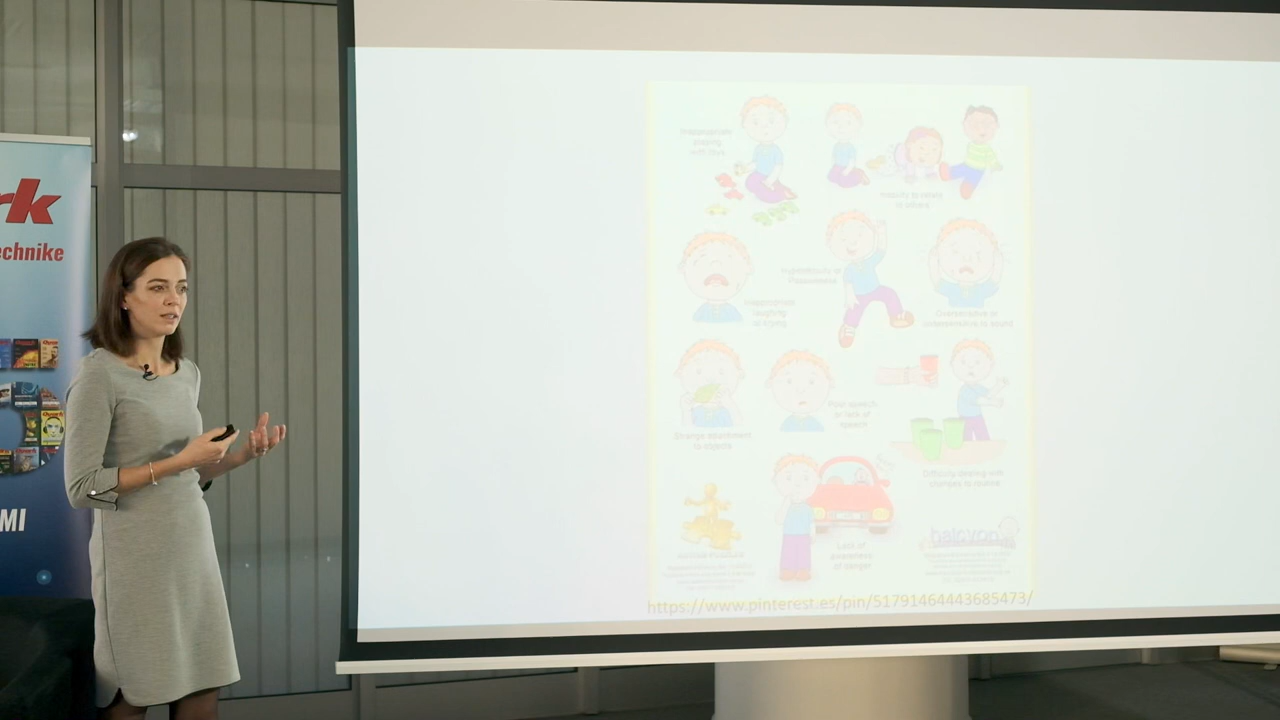 rk
echnike
MI
Inappropriate
playing
with toys
Inability to relate
to others
Inappropriate
laughing
or crying
Hyperactivity or
Passiveness
Oversensitive or
undersensitive to sound
Strange attachment
to objects
Poor speech
or lack of
speech
Difficulty dealing with
changes to routine
Lack of
awareness
of danger
halcyon
https://www.pinterest.es/pin/51791464443685473/